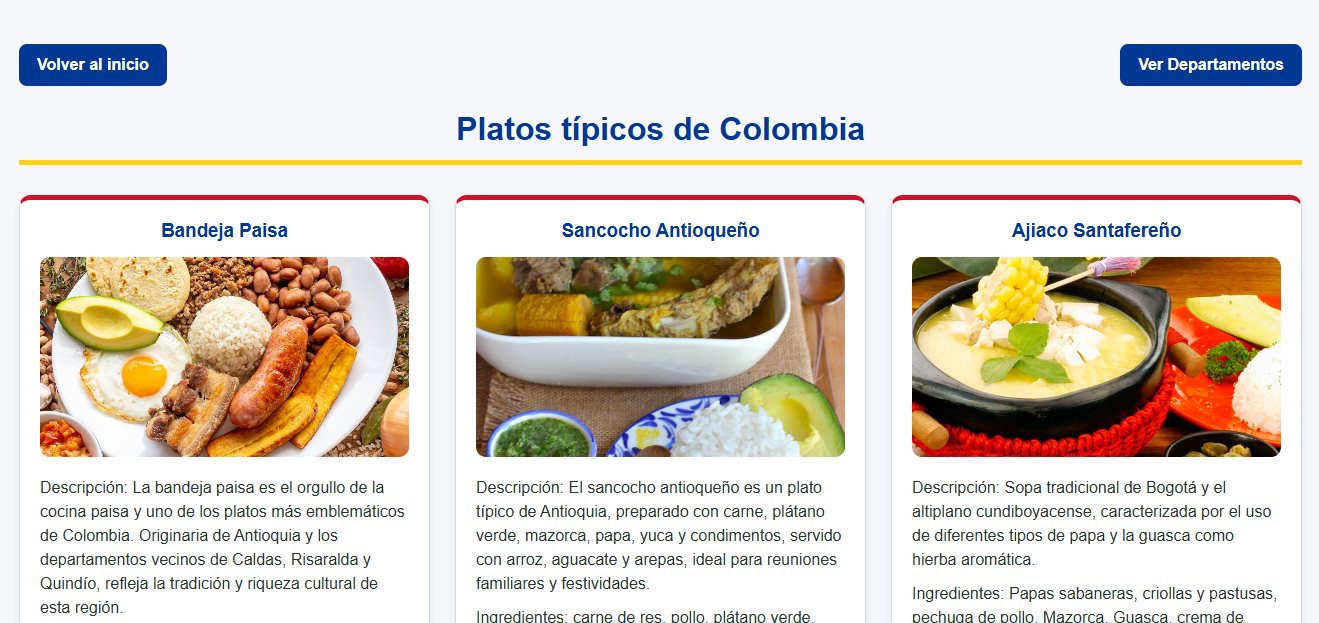 Volver al inicio
Ver Departamentos
Platos típicos de Colombia
Bandeja Paisa
Descripción: La bandeja paisa es el orgullo de la
cocina paisa y uno de los platos más emblemáticos
de Colombia. Originaria de Antioquia y los
departamentos vecinos de Caldas, Risaralda y
Quindío, refleja la tradición y riqueza cultural de
esta región.
Sancocho Antioqueño
Descripción: El sancocho antioqueño es un plato
típico de Antioquia, preparado con carne, plátano
verde, mazorca, papa, yuca y condimentos, servido
con arroz, aguacate y arepas, ideal para reuniones
familiares y festividades.
Ingredientes: carne de res, pollo, plátano verde,
Ajiaco Santafereño
Descripción: Sopa tradicional de Bogotá y el
altiplano cundiboyacense, caracterizada por el uso
de diferentes tipos de papa y la guasca como
hierba aromática.
Ingredientes: Papas sabaneras, criollas y pastusas,
pechuga de pollo, Mazorca, Guasca, crema de